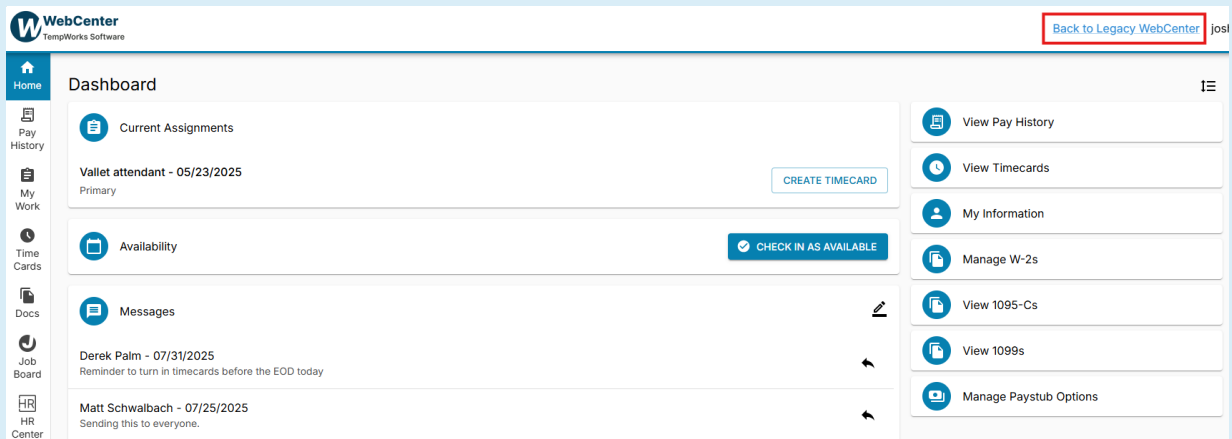 WebCenter
TempWorks Software
Back to Legacy WebCenter
Home
Pay
History
My
Work
Time
Cards
Docs
Job
Board
HR
HR
Center
Dashboard
Current Assignments
Vallet attendant - 05/23/2025
Primary
CREATE TIMECARD
Availability
CHECK IN AS AVAILABLE
Messages
Derek Palm - 07/31/2025
Reminder to turn in timecards before the EOD today
Matt Schwalbach - 07/25/2025
Sending this to everyone.
View Pay History
View Timecards
My Information
Manage W-2s
View 1095-Cs
View 1099s
Manage Paystub Options